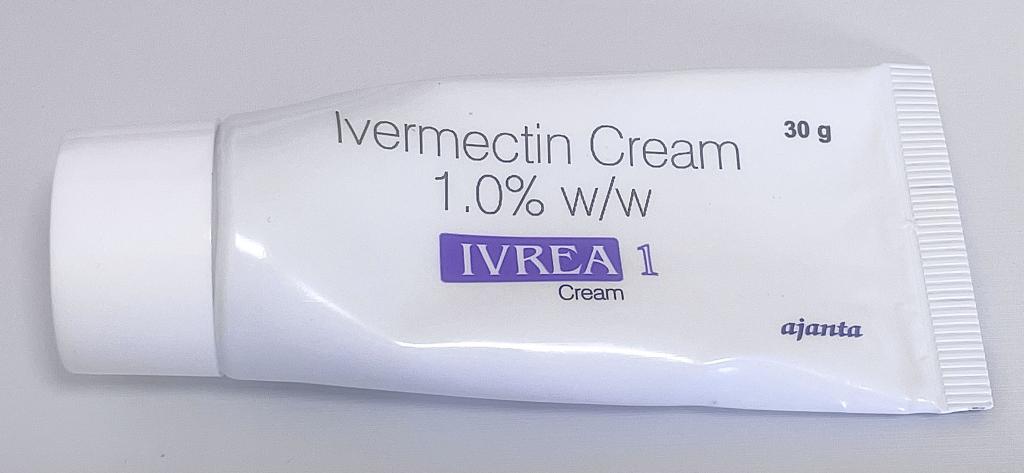 Ivermectin Cream
30 g
1.0% w/w
IVREA 1
Cream
ajanta